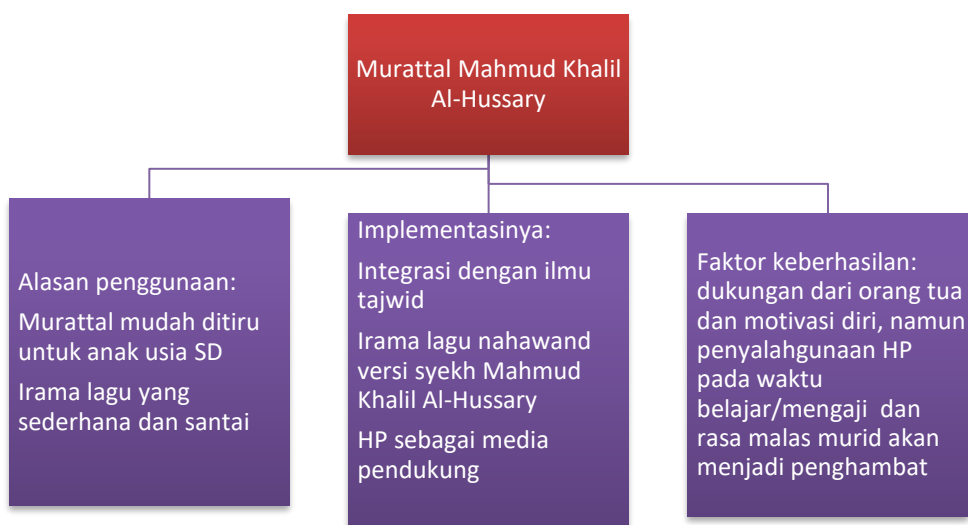 Murattal Mahmud Khalil
Al-Hussary
Alasan penggunaan:
Murattal mudah ditiru
untuk anak usia SD
Irama lagu yang
sederhana dan santai
Implementasinya:
Integrasi dengan ilmu
tajwid
Irama lagu nahawand
versi syekh Mahmud
Khalil Al-Hussary
HP sebagai media
pendukung
Faktor keberhasilan:
dukungan dari orang tua
dan motivasi diri, namun
penyalahgunaan HP
pada waktu
belajar/mengaji dan
rasa malas murid akan
menjadi penghambat